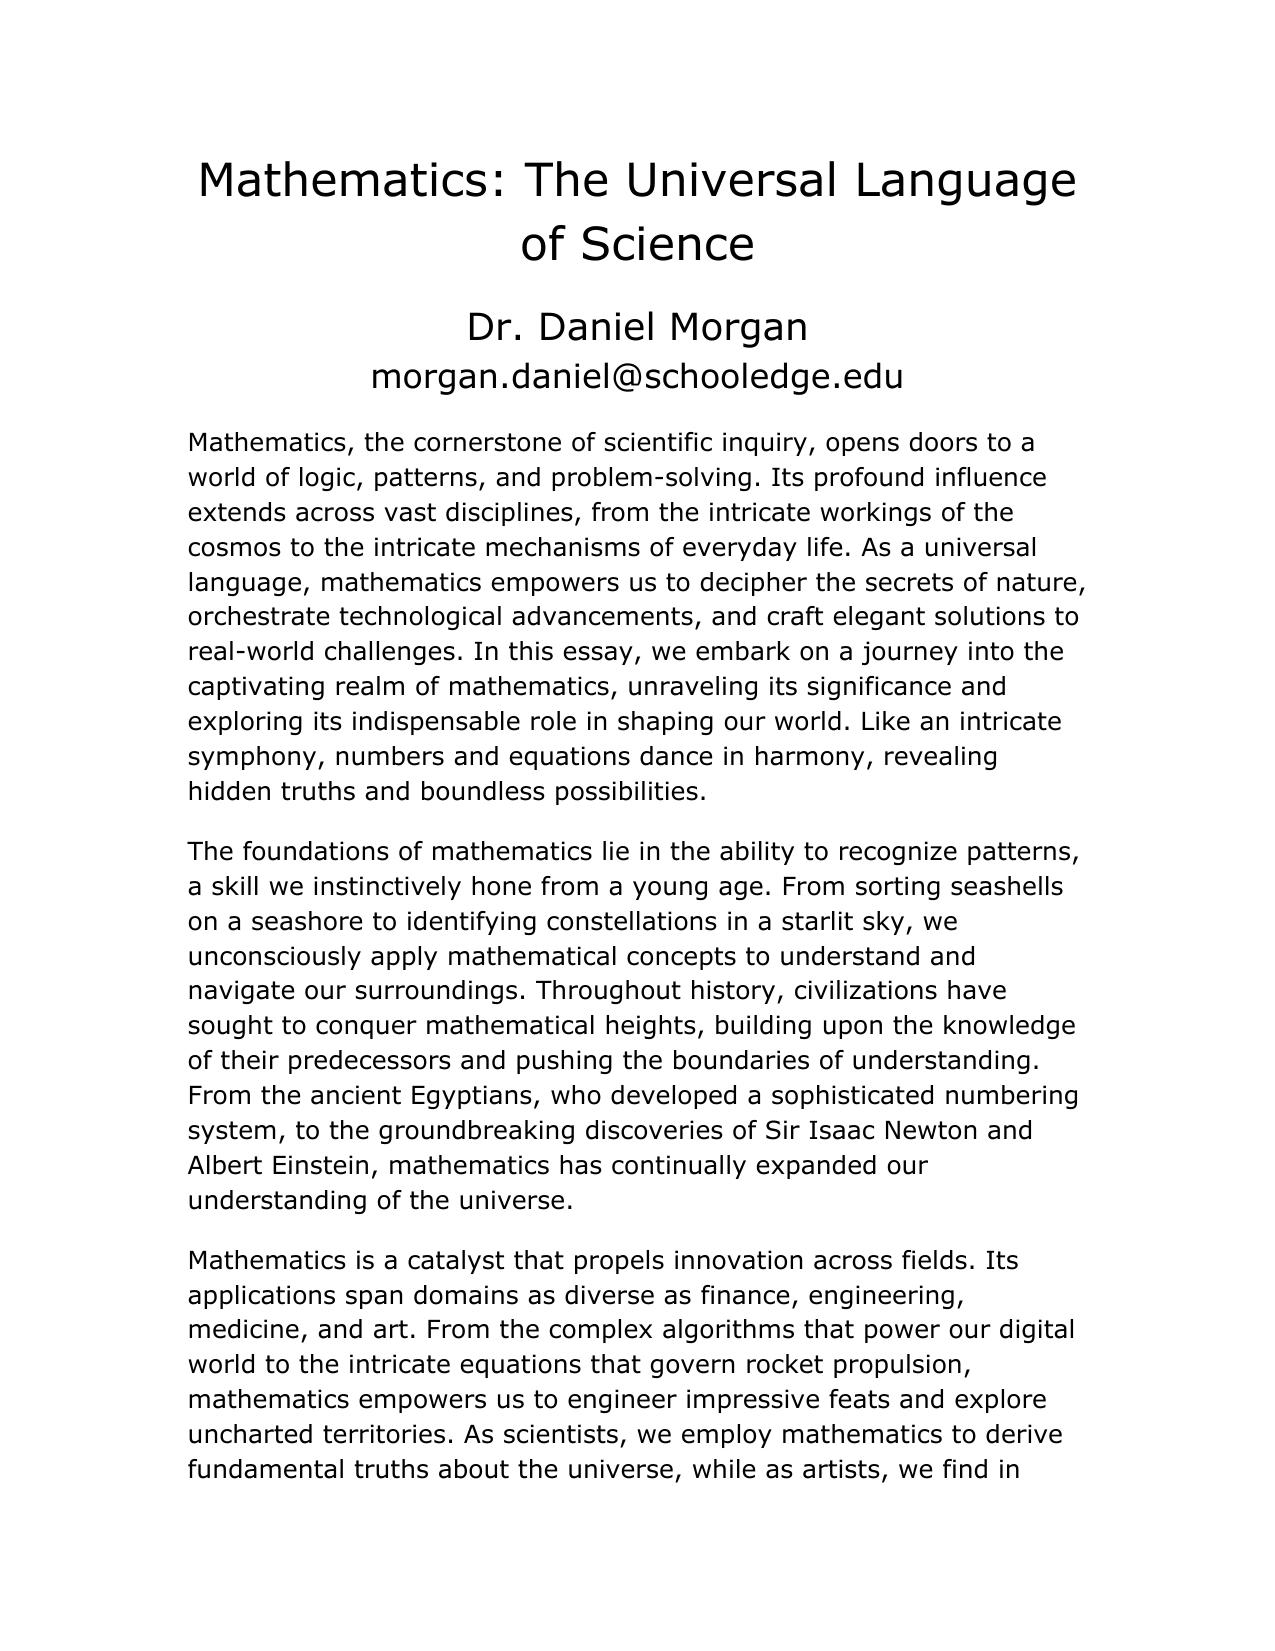 Mathematics: The Universal Language
of Science
Dr. Daniel Morgan
morgan.daniel@schooledge.edu
Mathematics, the cornerstone of scientific inquiry, opens doors to a
world of logic, patterns, and problem-solving. Its profound influence
extends across vast disciplines, from the intricate workings of the
cosmos to the intricate mechanisms of everyday life. As a universal
language, mathematics empowers us to decipher the secrets of nature,
orchestrate technological advancements, and craft elegant solutions to
real-world challenges. In this essay, we embark on a journey into the
captivating realm of mathematics, unraveling its significance and
exploring its indispensable role in shaping our world. Like an intricate
symphony, numbers and equations dance in harmony, revealing
hidden truths and boundless possibilities.
The foundations of mathematics lie in the ability to recognize patterns,
a skill we instinctively hone from a young age. From sorting seashells
on a seashore to identifying constellations in a starlit sky, we
unconsciously apply mathematical concepts to understand and
navigate our surroundings. Throughout history, civilizations have
sought to conquer mathematical heights, building upon the knowledge
of their predecessors and pushing the boundaries of understanding.
From the ancient Egyptians, who developed a sophisticated numbering
system, to the groundbreaking discoveries of Sir Isaac Newton and
Albert Einstein, mathematics has continually expanded our
understanding of the universe.
Mathematics is a catalyst that propels innovation across fields. Its
applications span domains as diverse as finance, engineering,
medicine, and art. From the complex algorithms that power our digital
world to the intricate equations that govern rocket propulsion,
mathematics empowers us to engineer impressive feats and explore
uncharted territories. As scientists, we employ mathematics to derive
fundamental truths about the universe, while as artists, we find in